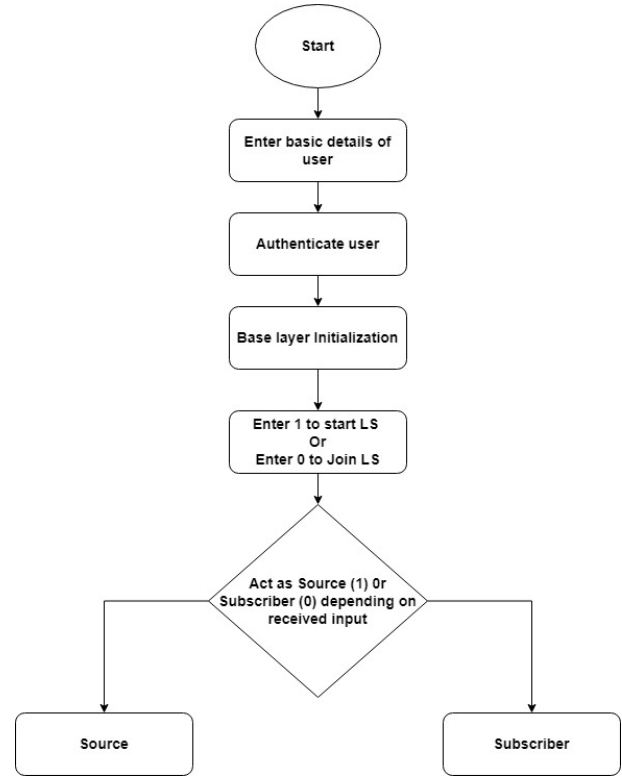 Start
Enter basic details of
user
Authenticate user
Base layer Initialization
Enter 1 to start LS
Or
Enter 0 to Join LS
Act as Source (1) 0r
Subscriber (0) depending on
received input
Source
Subscriber